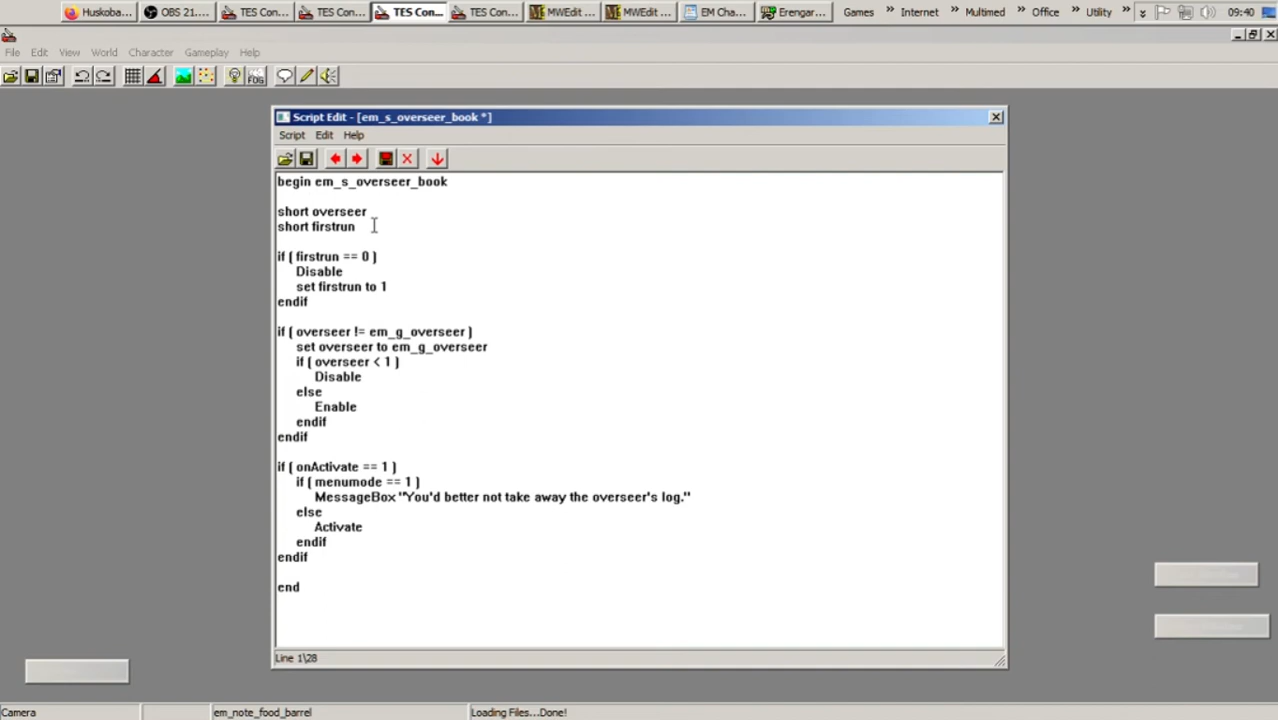 Huskoba... OBS 21.... TES Con... TES Con... TES Con... TES Con... MWEdit ... MWEdit ... EM Cha... Erengar... Games » Internet » Multimed » Office » Utility » 09:40
File Edit View World Character Gameplay Help
FOG
Script Edit - [em_s_overseer_book *]
Script Edit Help
begin em_s_overseer_book
short overseer
short firstrun
if ( firstrun == 0 )
Disable
set firstrun to 1
endif
if ( overseer != em_g_overseer )
set overseer to em_g_overseer
if ( overseer < 1 )
Disable
else
Enable
endif
endif
if ( onActivate == 1 )
if ( menumode == 1 )
MessageBox "You'd better not take away the overseer's log."
else
Activate
endif
endif
end
Line 1\28
Camera em_note_food_barrel Loading Files...Done!